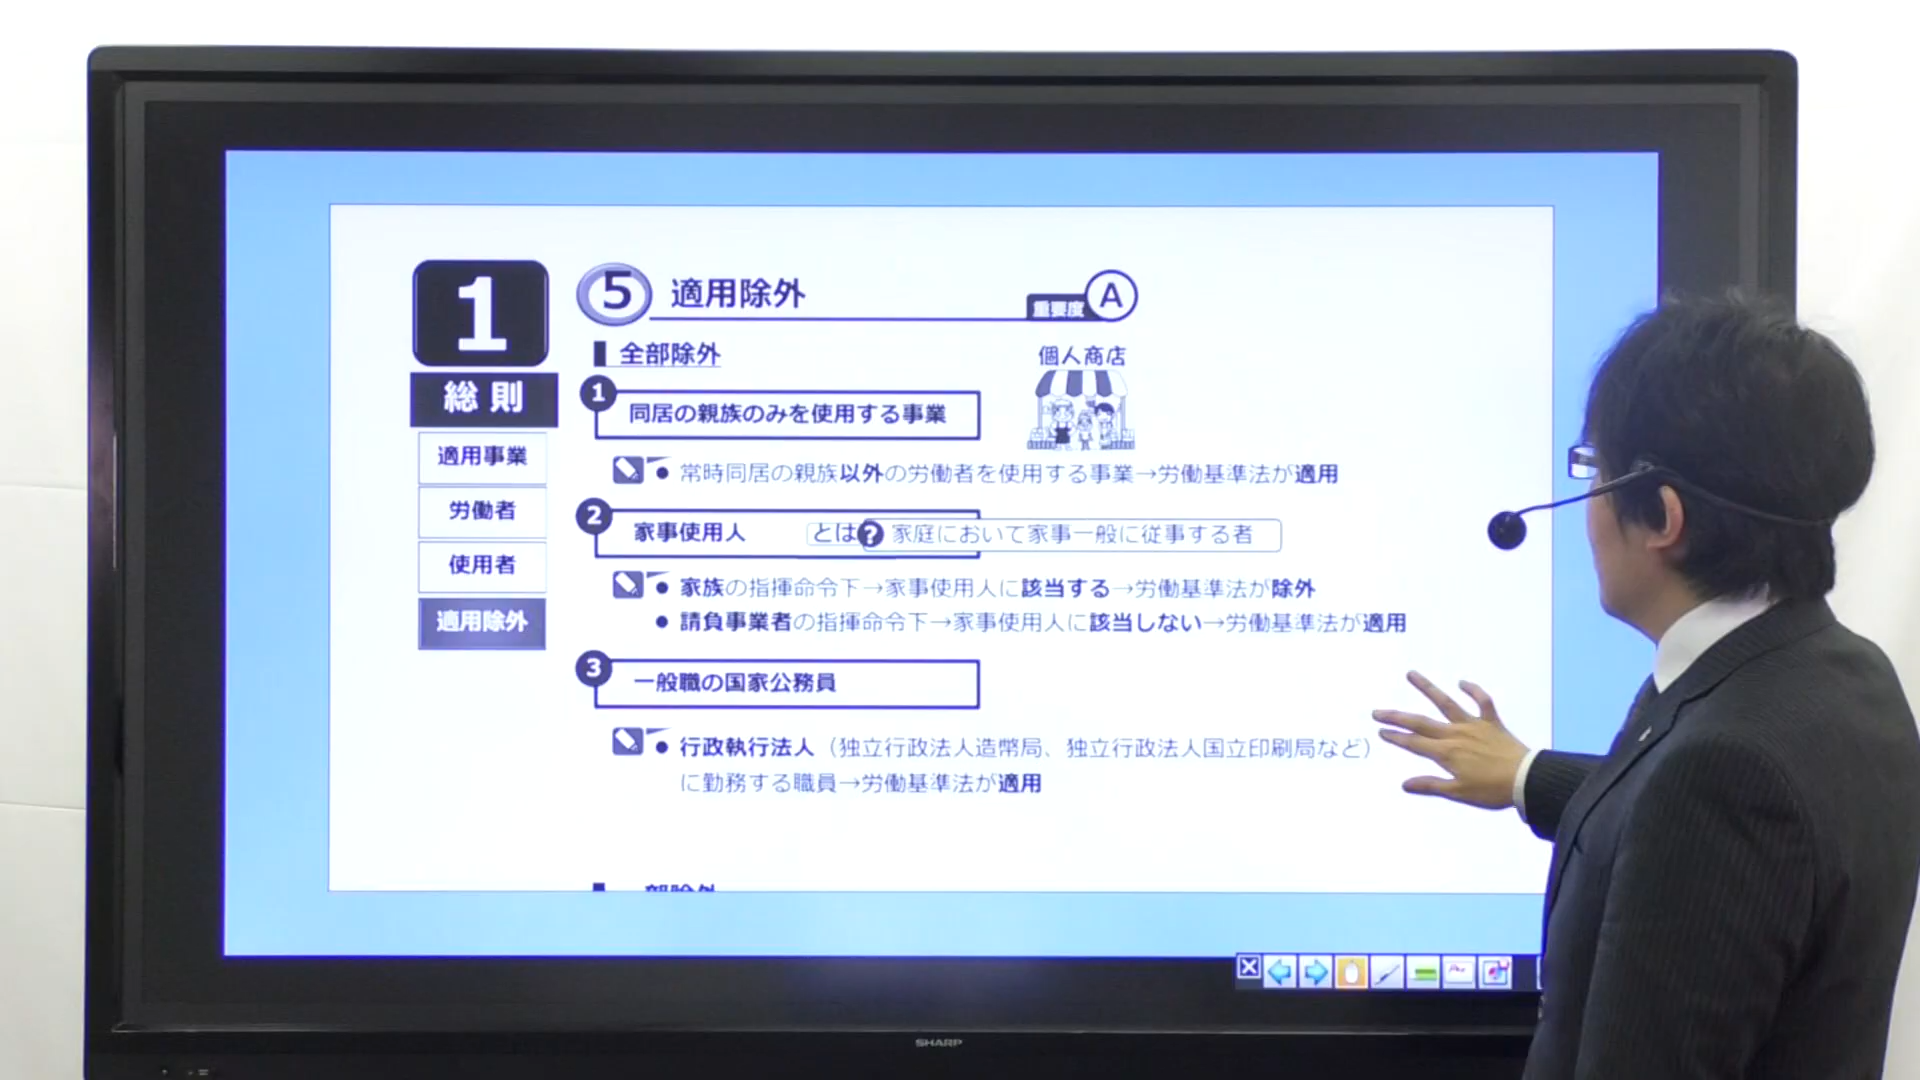 1
総則
適用事業
労働者
使用者
適用除外
5 適用除外
重要度 A
全部除外
個人商店
1 同居の親族のみを使用する事業
● 常時同居の親族以外の労働者を使用する事業→労働基準法が適用
2 家事使用人 とは? 家庭において家事一般に従事する者
● 家族の指揮命令下→家事使用人に該当する→労働基準法が除外
● 請負事業者の指揮命令下→家事使用人に該当しない→労働基準法が適用
3 一般職の国家公務員
● 行政執行法人（独立行政法人造幣局、独立行政法人国立印刷局など）
に勤務する職員→労働基準法が適用
部除外
SHARP